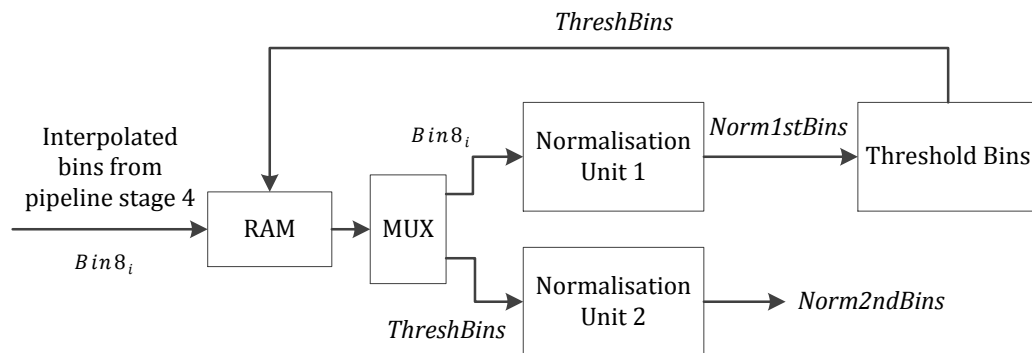 ThreshBins
Interpolated
bins from
pipeline stage 4
Bin8i
RAM
MUX
Bin8i
Normalisation
Unit 1
Norm1stBins
Threshold Bins
ThreshBins
Normalisation
Unit 2
Norm2ndBins